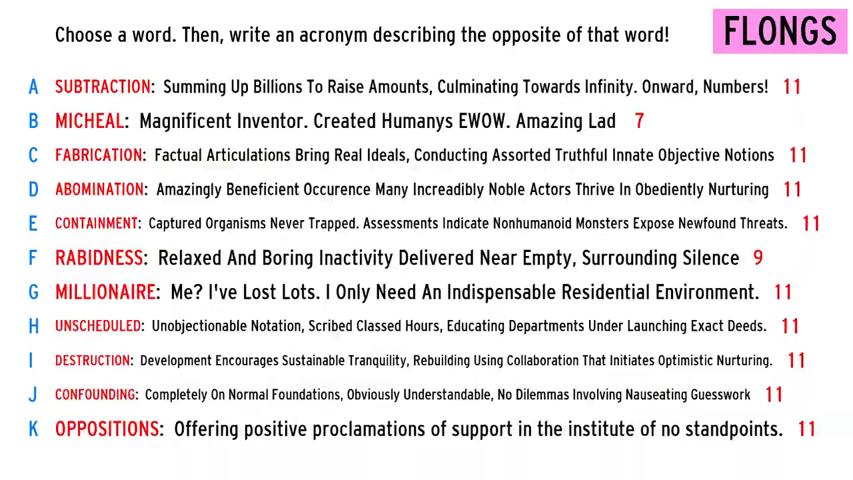 Choose a word. Then, write an acronym describing the opposite of that word! FLONGS
A SUBTRACTION: Summing Up Billions To Raise Amounts, Culminating Towards Infinity. Onward, Numbers! 11
B MICHEAL: Magnificent Inventor. Created Humanys EWOW. Amazing Lad 7
C FABRICATION: Factual Articulations Bring Real Ideals, Conducting Assorted Truthful Innate Objective Notions 11
D ABOMINATION: Amazingly Beneficient Occurence Many Increadibly Noble Actors Thrive In Obediently Nurturing 11
E CONTAINMENT: Captured Organisms Never Trapped. Assessments Indicate Nonhumanoid Monsters Expose Newfound Threats. 11
F RABIDNESS: Relaxed And Boring Inactivity Delivered Near Empty, Surrounding Silence 9
G MILLIONAIRE: Me? I've Lost Lots. I Only Need An Indispensable Residential Environment. 11
H UNSCHEDULED: Unobjectionable Notation, Scribed Classed Hours, Educating Departments Under Launching Exact Deeds. 11
I DESTRUCTION: Development Encourages Sustainable Tranquility, Rebuilding Using Collaboration That Initiates Optimistic Nurturing. 11
J CONFOUNDING: Completely On Normal Foundations, Obviously Understandable, No Dilemmas Involving Nauseating Guesswork 11
K OPPOSITIONS: Offering positive proclamations of support in the institute of no standpoints. 11